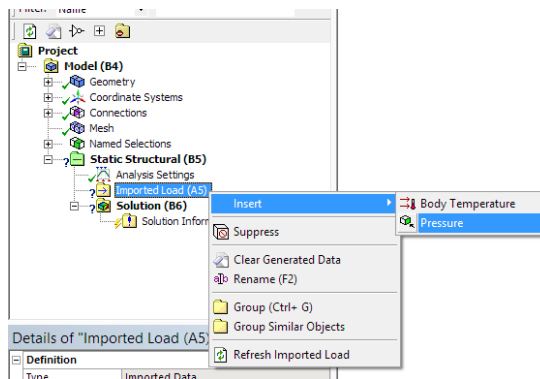 Filter: Name
Project
Model (B4)
Geometry
Coordinate Systems
Connections
Mesh
Named Selections
Static Structural (B5)
Analysis Settings
Imported Load (A5)
Solution (B6)
Solution Inform
Insert
Suppress
Clear Generated Data
Rename (F2)
Group (Ctrl+ G)
Group Similar Objects
Refresh Imported Load
Body Temperature
Pressure
Details of "Imported Load (A5)
Definition
Type Imported Data